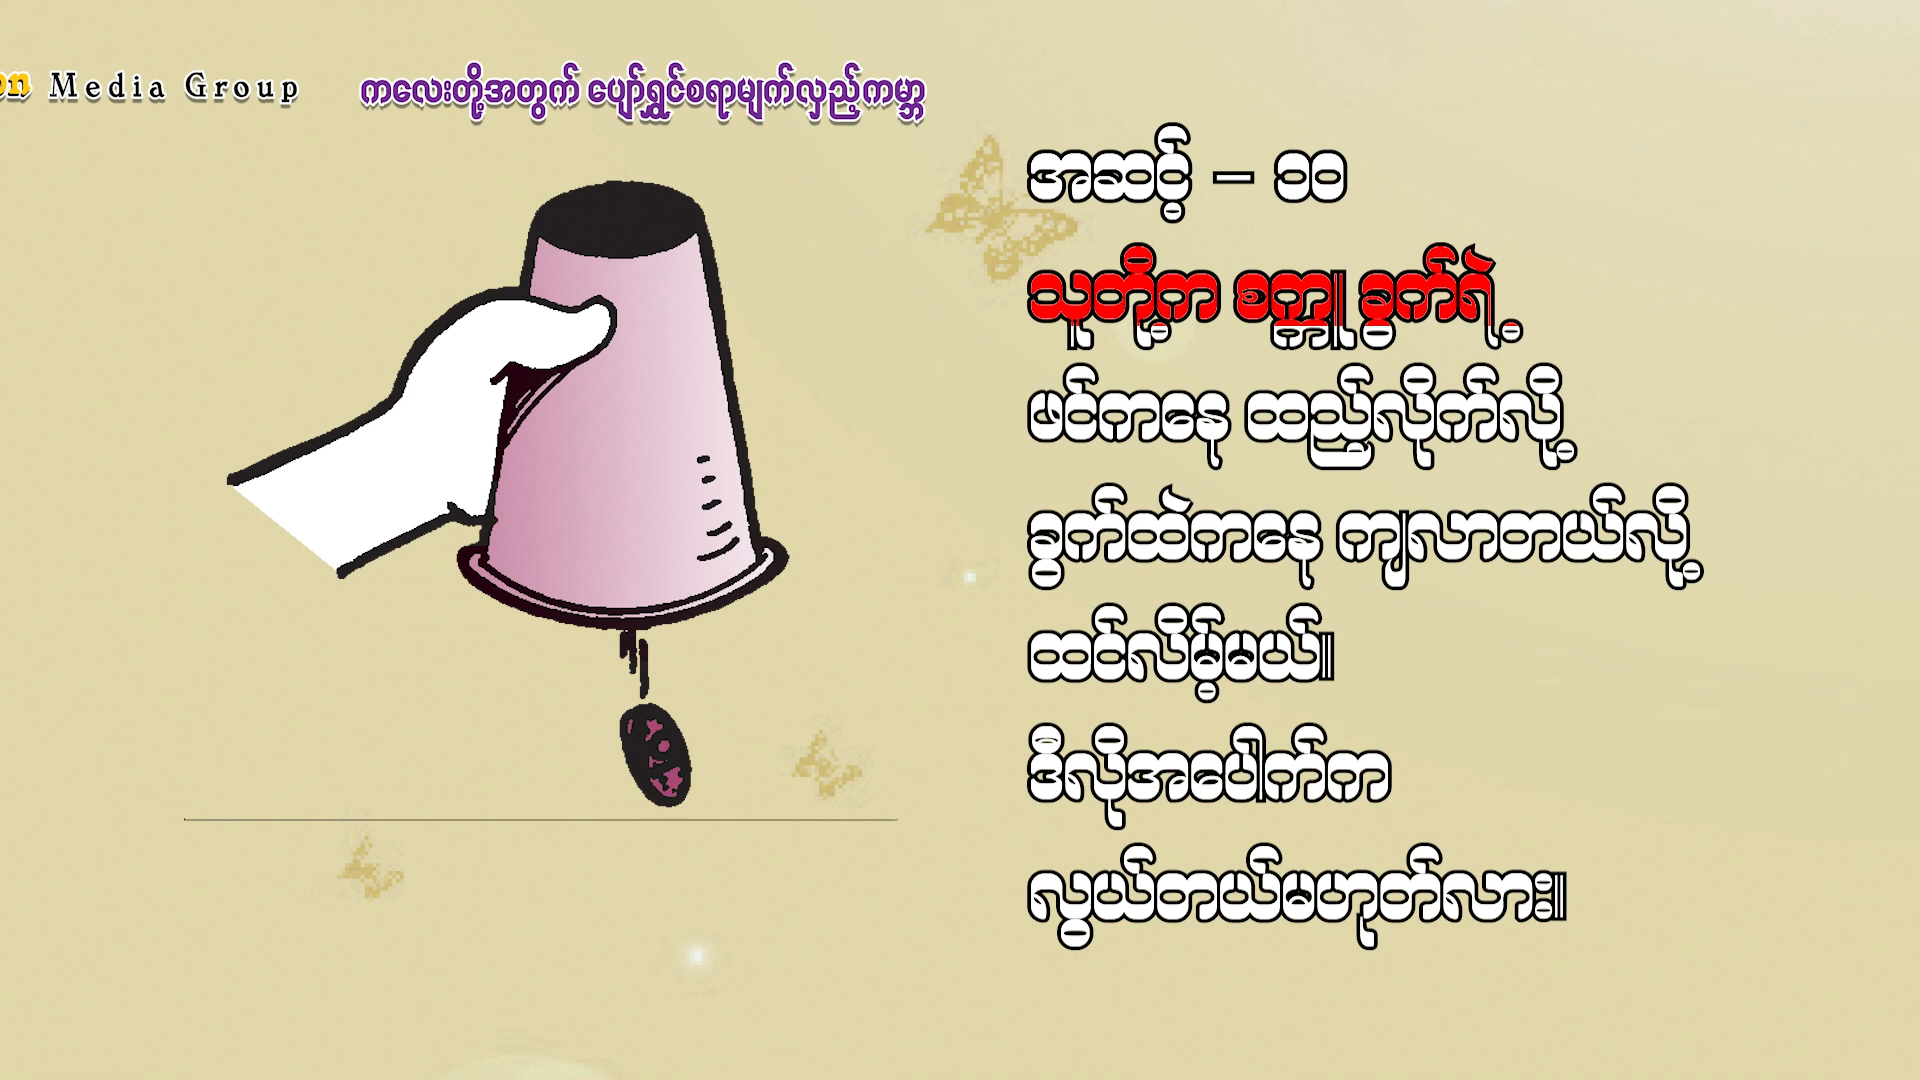 on Media Group
ကလေးတို့အတွက် ပျော်ရွှင်စရာမျက်လှည့်ကမ္ဘာ
အဆင့် – ၁၀
သူတို့က စက္ကူ ခွက်ရဲ့
ဖင်ကနေ ထည့်လိုက်လို့
ခွက်ထဲကနေ ကျလာတယ်လို့
ထင်လိမ့်မယ်။
ဒီလိုအပေါက်က
လွယ်တယ်မဟုတ်လား။